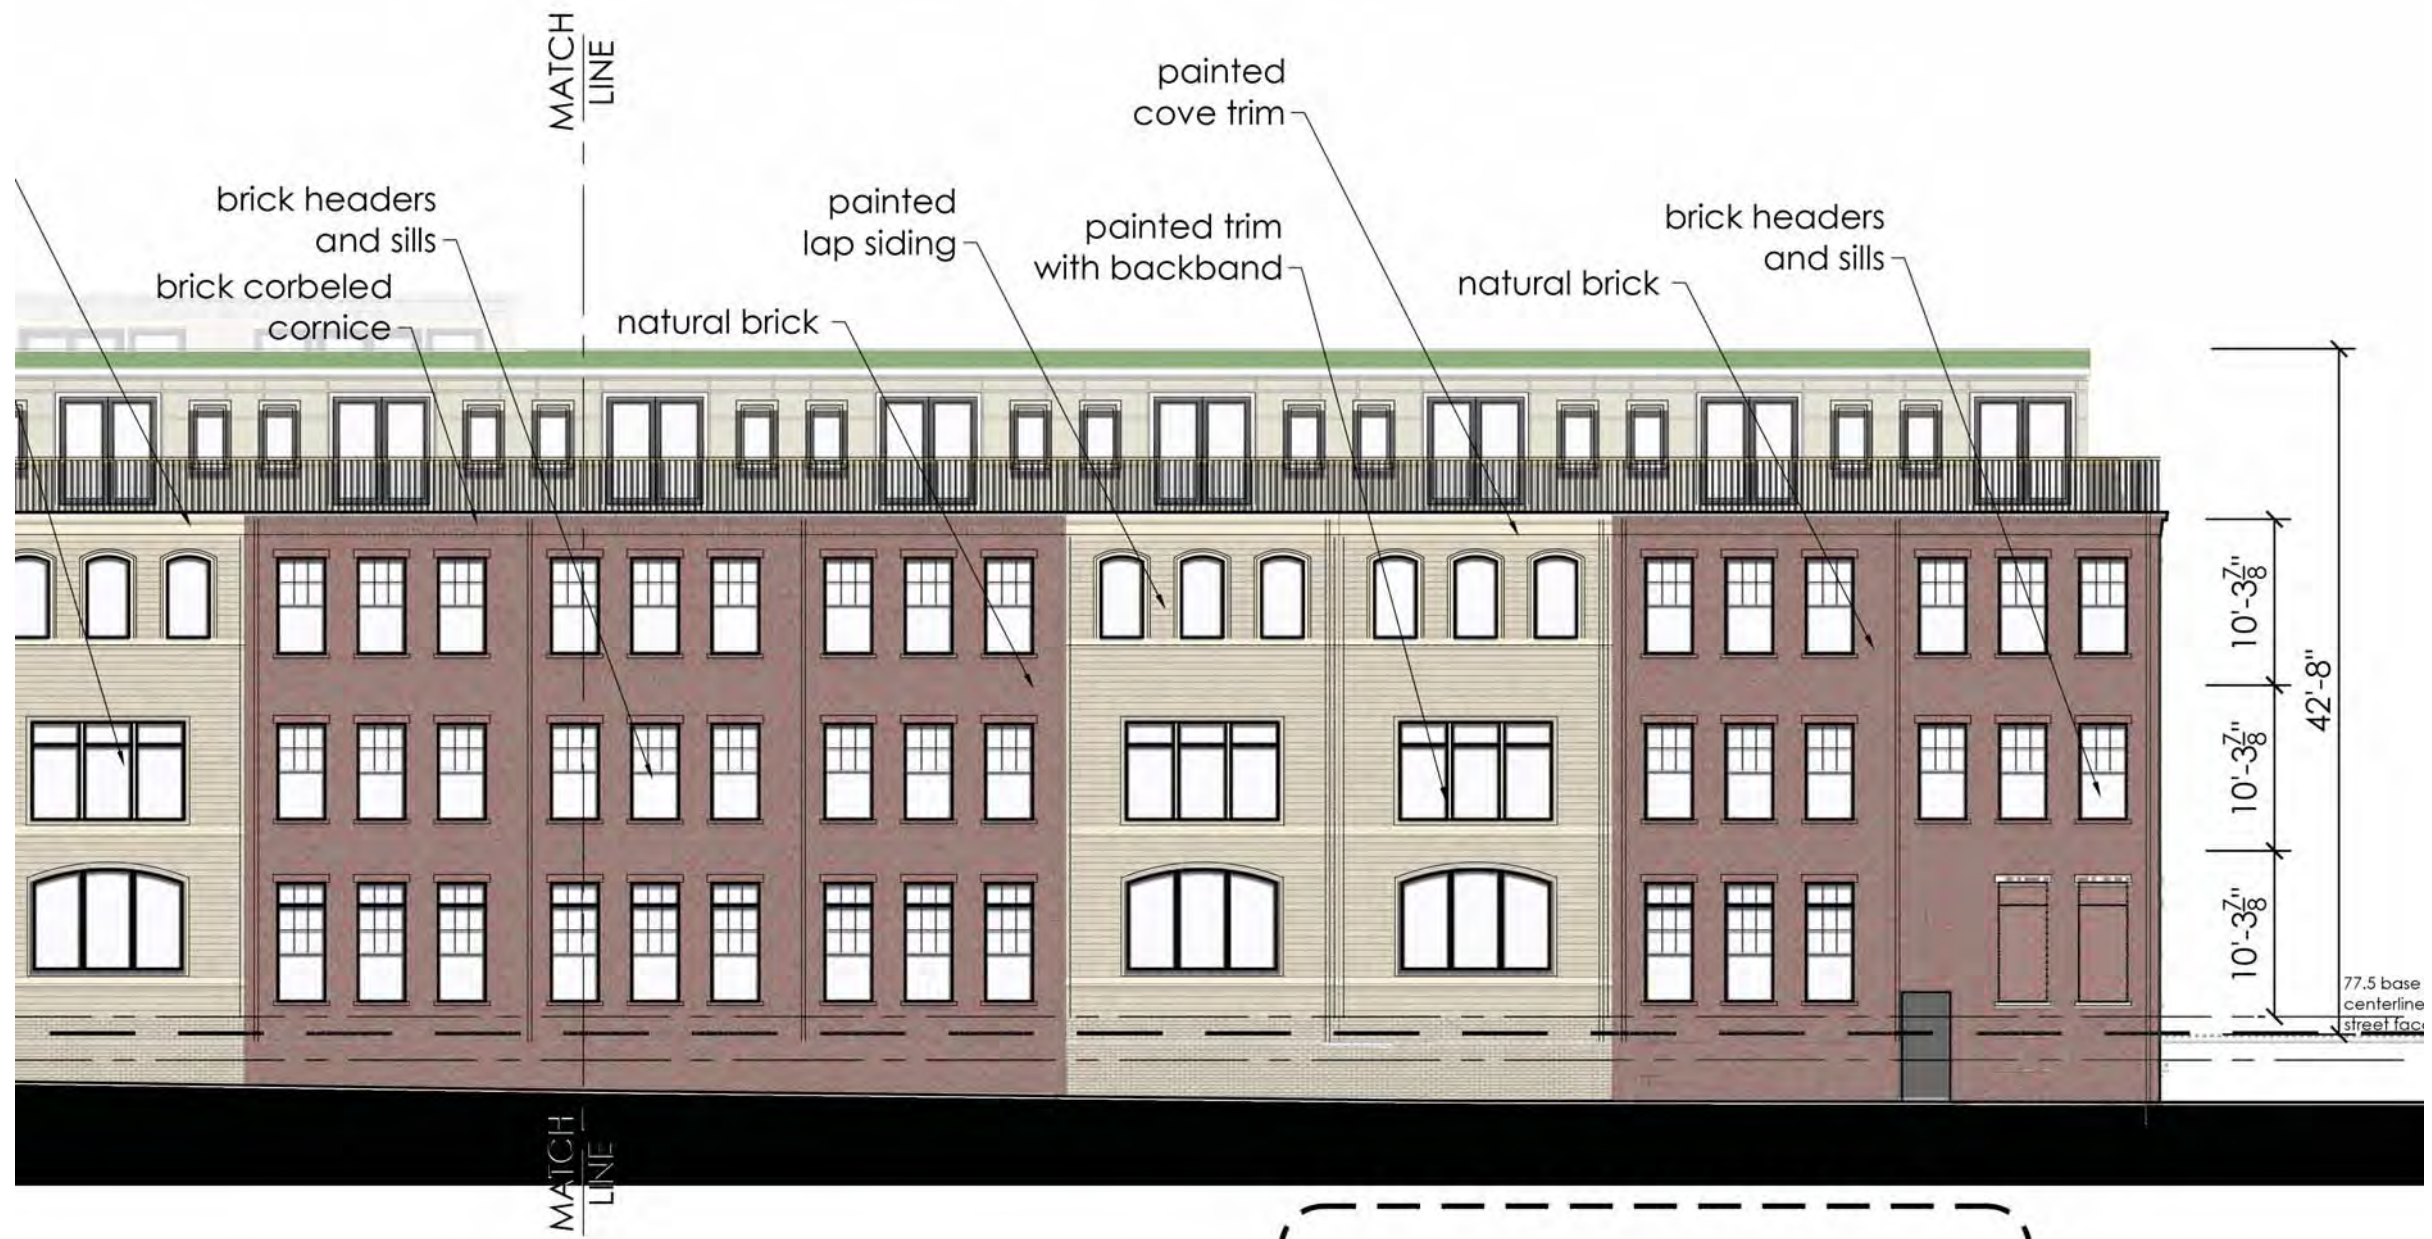 MATCH
LINE
painted
cove trim
brick headers
and sills
painted
lap siding
painted trim
with backband
brick headers
and sills
brick corbeled
cornice
natural brick
natural brick
10'-3⅞"
10'-3⅞"
10'-3⅞"
42'-8"
77.5 base
centerline
street face
MATCH
LINE